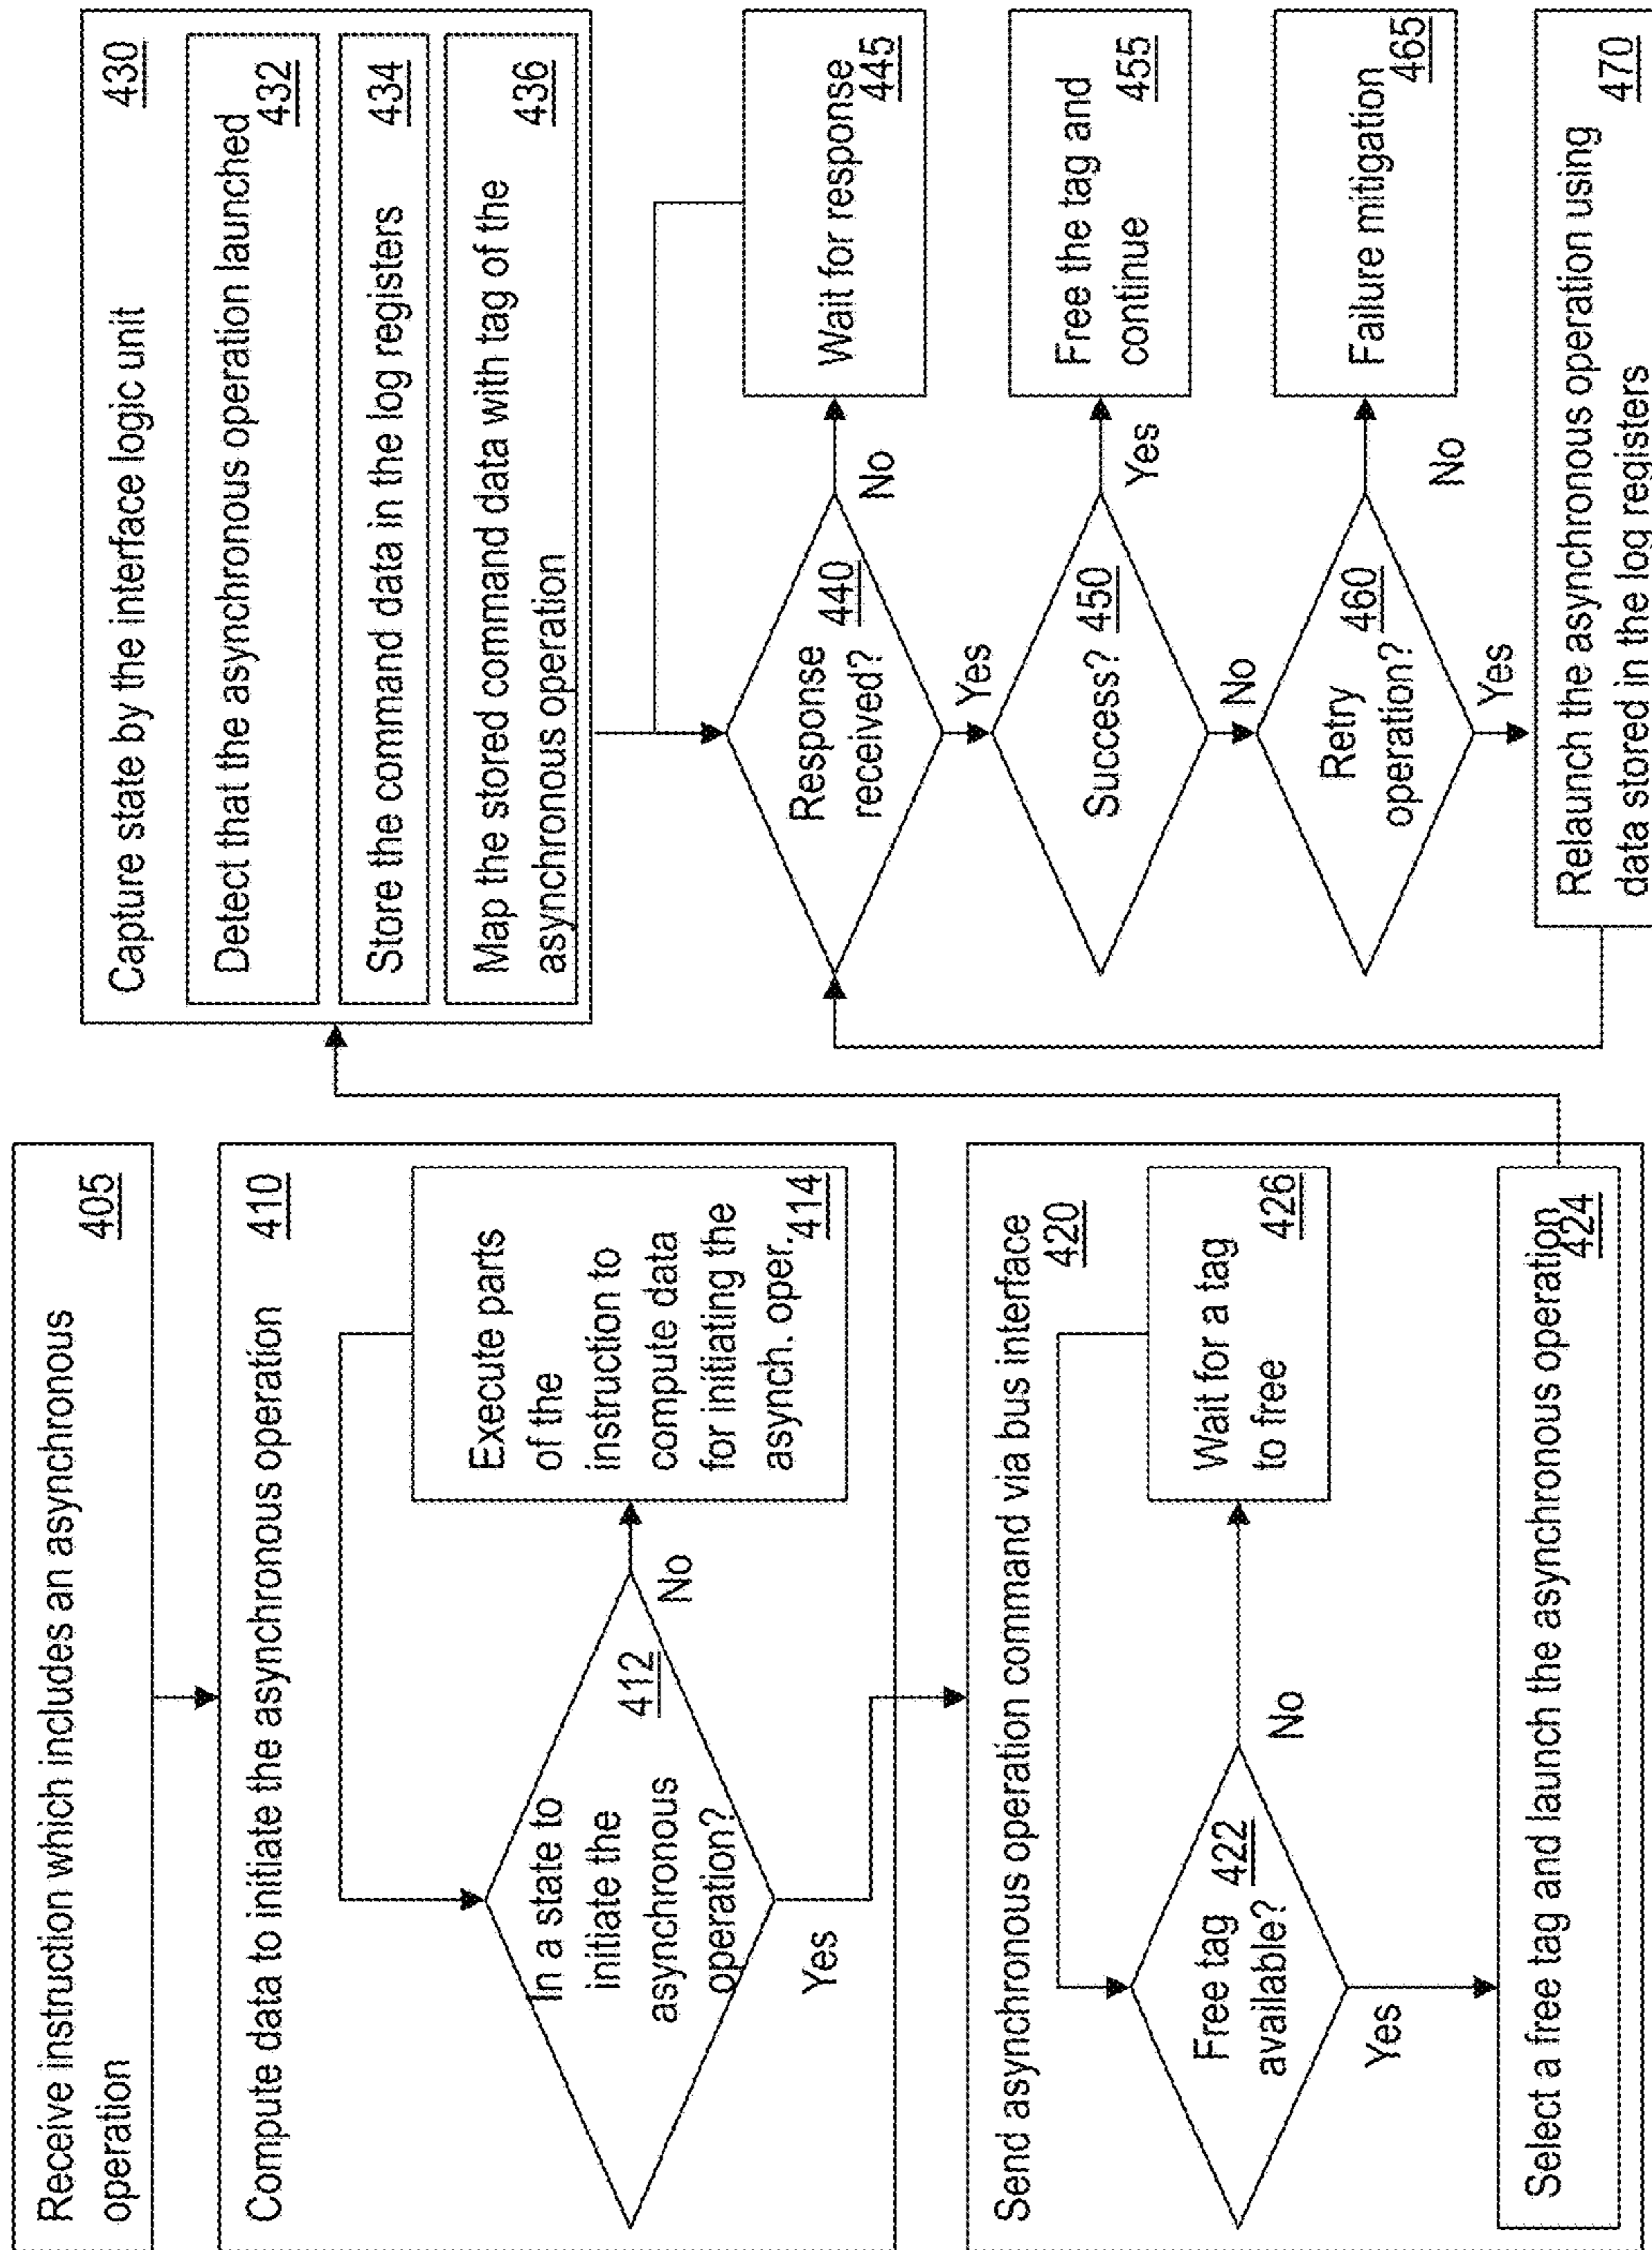 Receive instruction which includes an asynchronous
operation
405
Compute data to initiate the asynchronous operation
410
In a state to
initiate the
412
asynchronous
operation?
No
Yes
Execute parts
of the
instruction to
compute data
for initiating the
asynch. oper.
414
Send asynchronous operation command via bus interface
420
Free tag
422
available?
No
Yes
Wait for a tag
to free
426
Select a free tag and launch the asynchronous operation
424
Capture state by the interface logic unit
430
Detect that the asynchronous operation launched
432
Store the command data in the log registers
434
Map the stored command data with tag of the
asynchronous operation
436
Response
received?
440
No
Yes
Wait for response
445
Success? 450
Yes
No
Free the tag and
continue
455
Retry
operation?
460
No
Yes
Failure mitigation
465
Relaunch the asynchronous operation using
data stored in the log registers
470